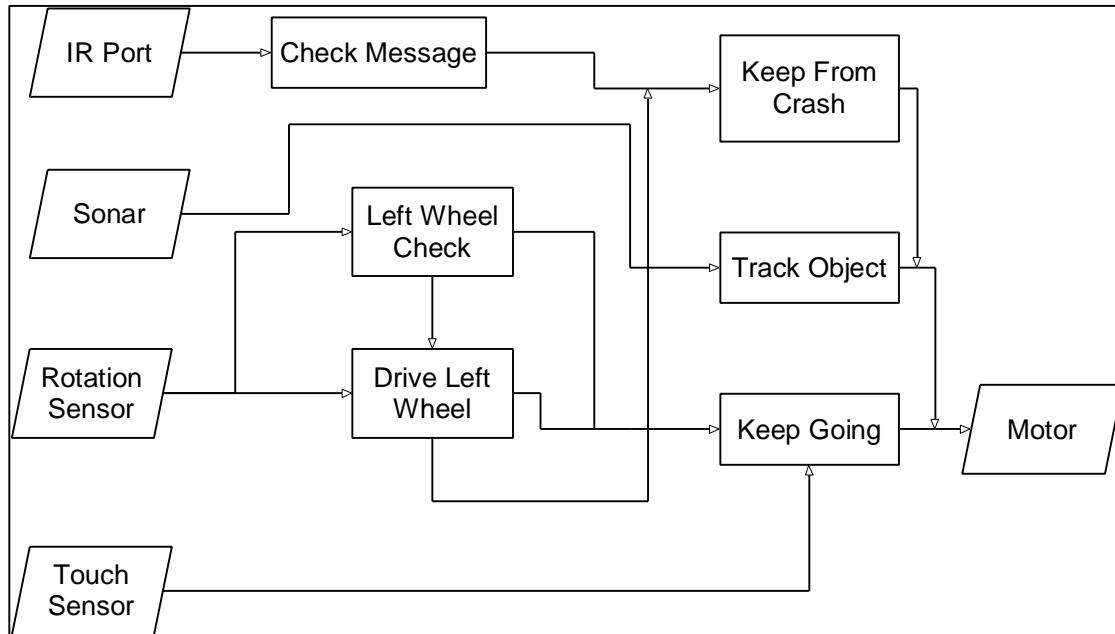 IR Port
Check Message
Keep From
Crash
Sonar
Left Wheel
Check
Track Object
Rotation
Sensor
Drive Left
Wheel
Keep Going
Motor
Touch
Sensor